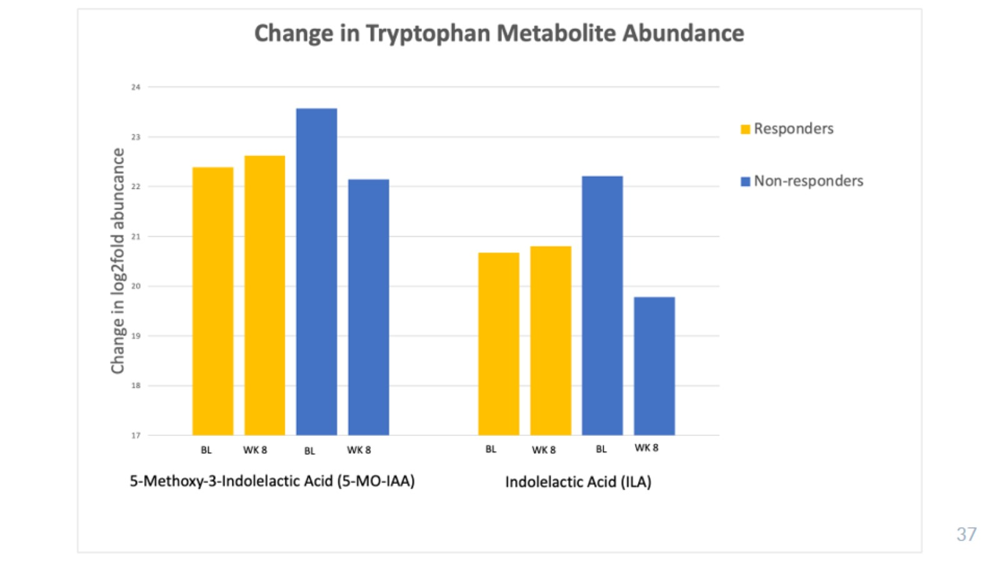 Change in Tryptophan Metabolite Abundance
24
23
22
21
20
19
18
17
Change in log2fold abuncance
Responders
Non-responders
BL WK 8 BL WK 8 BL WK 8 BL WK 8
5-Methoxy-3-Indolelactic Acid (5-MO-IAA) Indolelactic Acid (ILA)
37